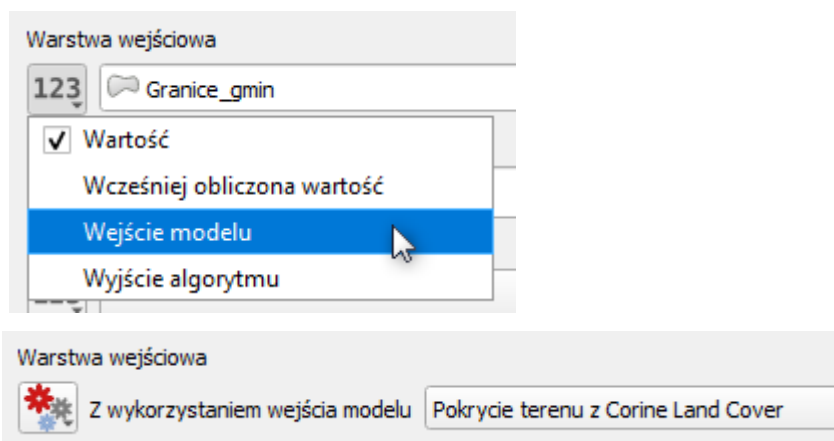 Warstwa wejściowa
123 Granice_gmin
Wartość
Wcześniej obliczona wartość
Wejście modelu
Wyjście algorytmu
Warstwa wejściowa
Z wykorzystaniem wejścia modelu Pokrycie terenu z Corine Land Cover